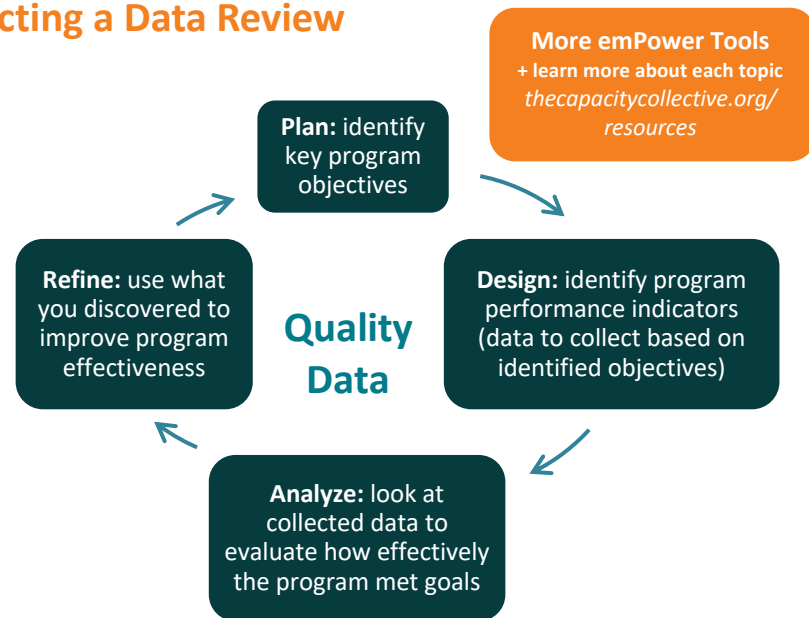 cting a Data Review
More emPower Tools
+ learn more about each topic
thecapacitycollective.org/
resources
Plan: identify
key program
objectives
Refine: use what
you discovered to
improve program
effectiveness
Quality
Data
Design: identify program
performance indicators
(data to collect based on
identified objectives)
Analyze: look at
collected data to
evaluate how effectively
the program met goals